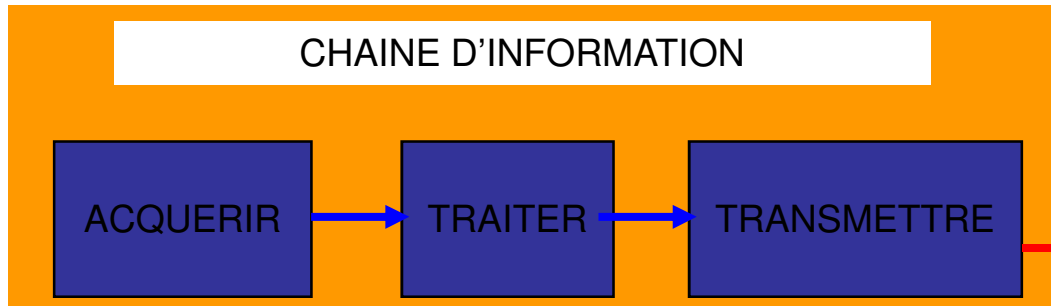 CHAINE D'INFORMATION
ACQUERIR
TRAITER
TRANSMETTRE